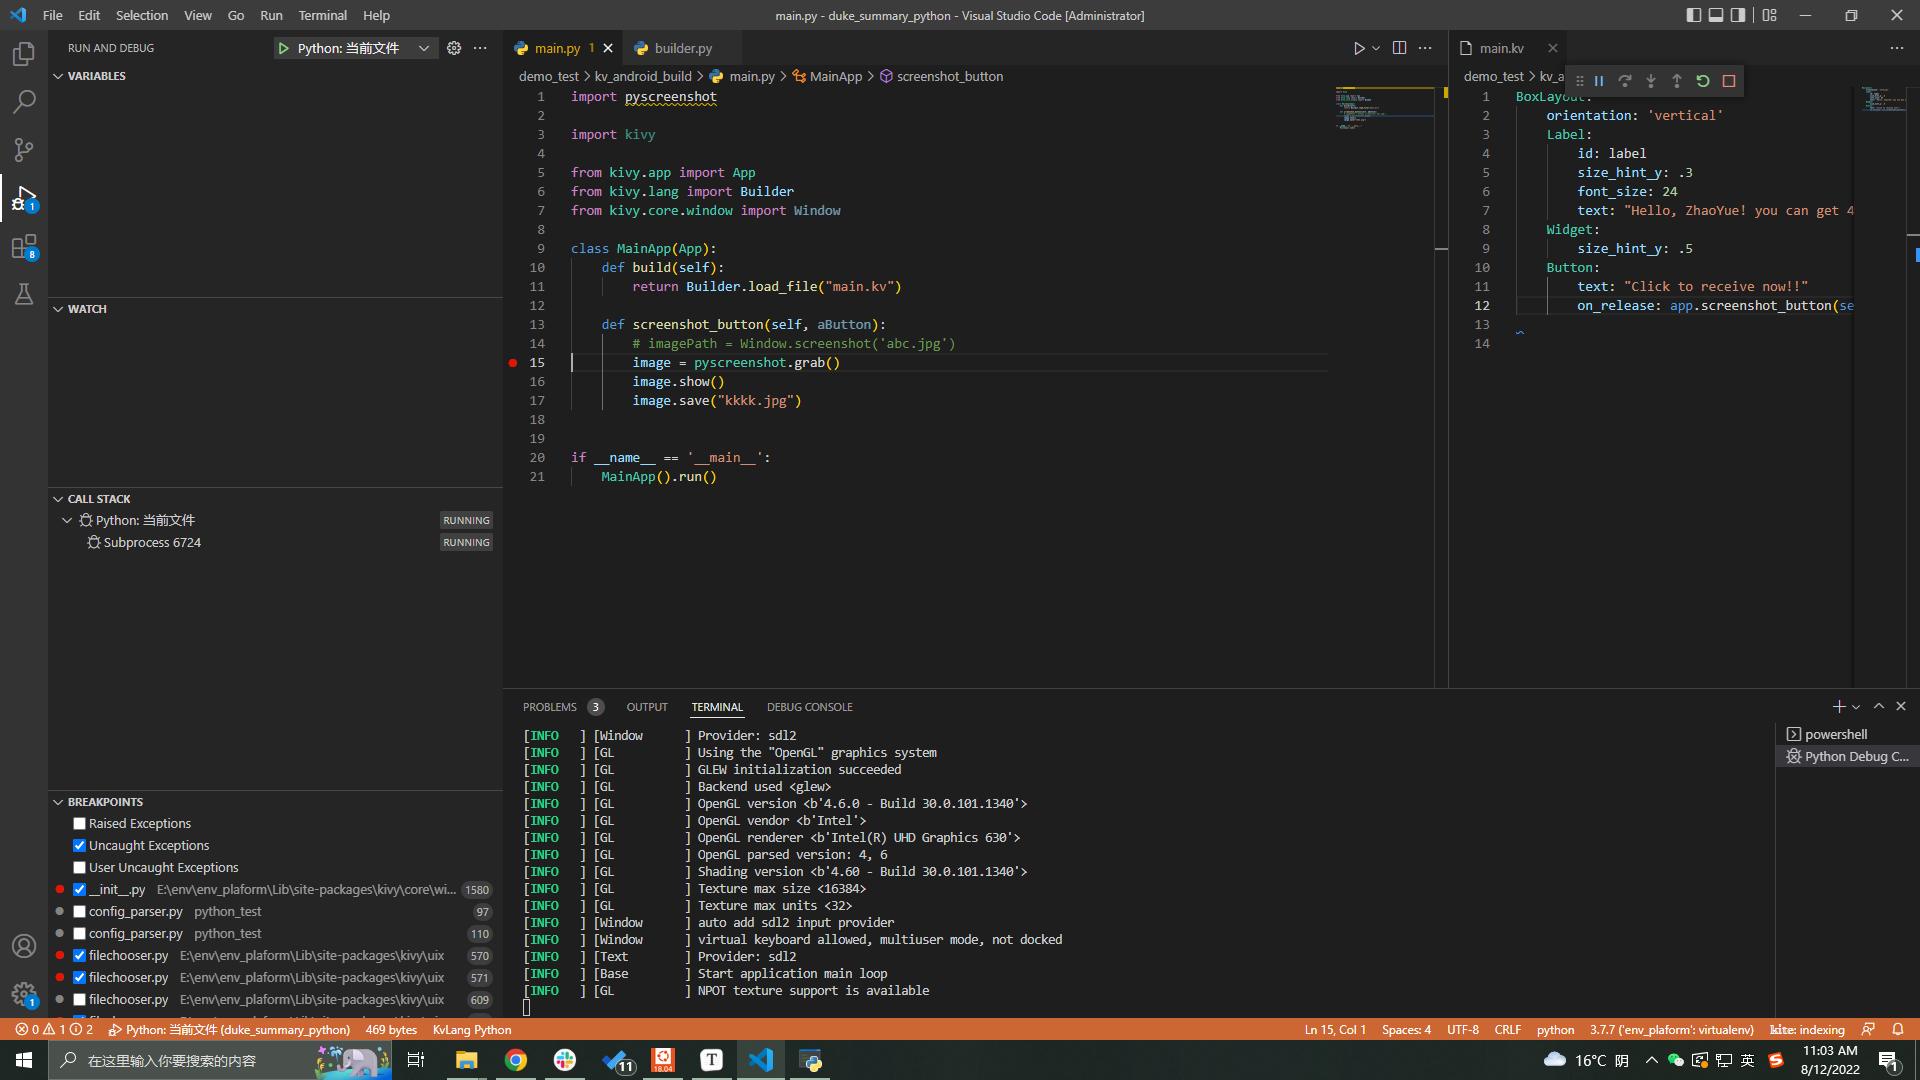 File Edit Selection View Go Run Terminal Help
main.py - duke_summary_python - Visual Studio Code [Administrator]
RUN AND DEBUG
Python: 当前文件
VARIABLES
WATCH
CALL STACK
Python: 当前文件 RUNNING
Subprocess 6724 RUNNING
BREAKPOINTS
Raised Exceptions
Uncaught Exceptions
User Uncaught Exceptions
__init__.py E:\env\env_plaform\Lib\site-packages\kivy\core\wi... 1580
config_parser.py python_test 97
config_parser.py python_test 110
filechooser.py E:\env\env_plaform\Lib\site-packages\kivy\uix 570
filechooser.py E:\env\env_plaform\Lib\site-packages\kivy\uix 571
filechooser.py E:\env\env_plaform\Lib\site-packages\kivy\uix 609
1
8
1
main.py 1
builder.py
demo_test > kv_android_build > main.py > MainApp > screenshot_button
1 import pyscreenshot
2
3 import kivy
4
5 from kivy.app import App
6 from kivy.lang import Builder
7 from kivy.core.window import Window
8
9 class MainApp(App):
10 def build(self):
11 return Builder.load_file("main.kv")
12
13 def screenshot_button(self, aButton):
14 # imagePath = Window.screenshot('abc.jpg')
15 image = pyscreenshot.grab()
16 image.show()
17 image.save("kkkk.jpg")
18
19
20 if __name__ == '__main__':
21 MainApp().run()
main.kv
demo_test > kv_a
1 BoxLayout:
2 orientation: 'vertical'
3 Label:
4 id: label
5 size_hint_y: .3
6 font_size: 24
7 text: "Hello, ZhaoYue! you can get 4
8 Widget:
9 size_hint_y: .5
10 Button:
11 text: "Click to receive now!!"
12 on_release: app.screenshot_button(se
13
14
PROBLEMS 3 OUTPUT TERMINAL DEBUG CONSOLE
[INFO ] [Window ] Provider: sdl2
[INFO ] [GL ] Using the "OpenGL" graphics system
[INFO ] [GL ] GLEW initialization succeeded
[INFO ] [GL ] Backend used <glew>
[INFO ] [GL ] OpenGL version <b'4.6.0 - Build 30.0.101.1340'>
[INFO ] [GL ] OpenGL vendor <b'Intel'>
[INFO ] [GL ] OpenGL renderer <b'Intel(R) UHD Graphics 630'>
[INFO ] [GL ] OpenGL parsed version: 4, 6
[INFO ] [GL ] Shading version <b'4.60 - Build 30.0.101.1340'>
[INFO ] [GL ] Texture max size <16384>
[INFO ] [GL ] Texture max units <32>
[INFO ] [Window ] auto add sdl2 input provider
[INFO ] [Window ] virtual keyboard allowed, multiuser mode, not docked
[INFO ] [Text ] Provider: sdl2
[INFO ] [Base ] Start application main loop
[INFO ] [GL ] NPOT texture support is available
powershell
Python Debug C...
0 1 2 Python: 当前文件 (duke_summary_python) 469 bytes KvLang Python
Ln 15, Col 1 Spaces: 4 UTF-8 CRLF python 3.7.7 ('env_plaform': virtualenv) kite: indexing
在这里输入你要搜索的内容
11
18.04
T
16°C 阴
英
11:03 AM
8/12/2022
1